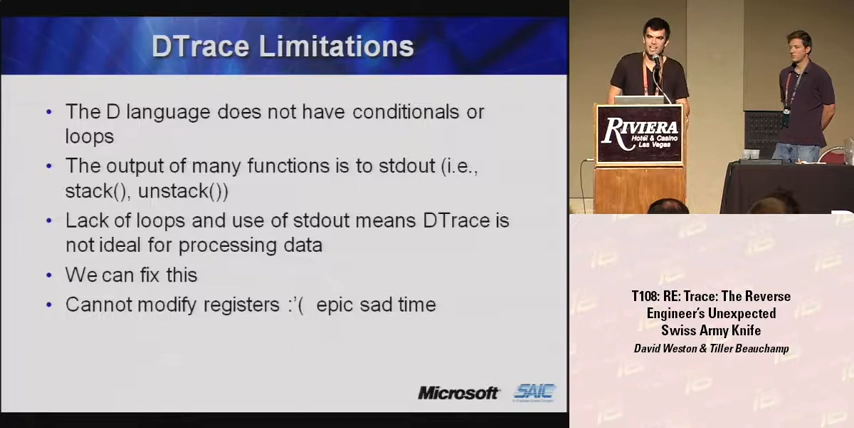 DTrace Limitations
• The D language does not have conditionals or
loops
• The output of many functions is to stdout (i.e.,
stack(), unstack())
• Lack of loops and use of stdout means DTrace is
not ideal for processing data
• We can fix this
• Cannot modify registers :'( epic sad time
Microsoft
SAIC
RIVIERA
Hotel & Casino
Las Vegas
T108: RE: Trace: The Reverse
Engineer's Unexpected
Swiss Army Knife
David Weston & Tiller Beauchamp